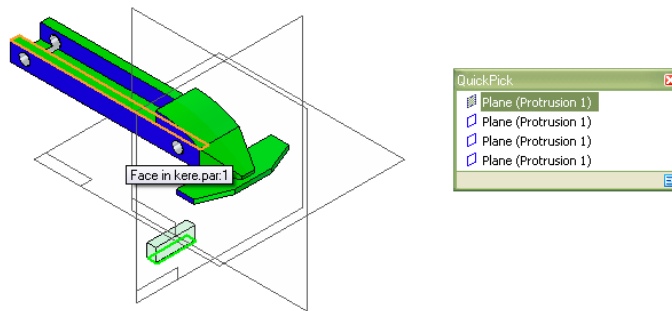 QuickPick
Plane (Protrusion 1)
Plane (Protrusion 1)
Plane (Protrusion 1)
Plane (Protrusion 1)
Face in kere.par:1